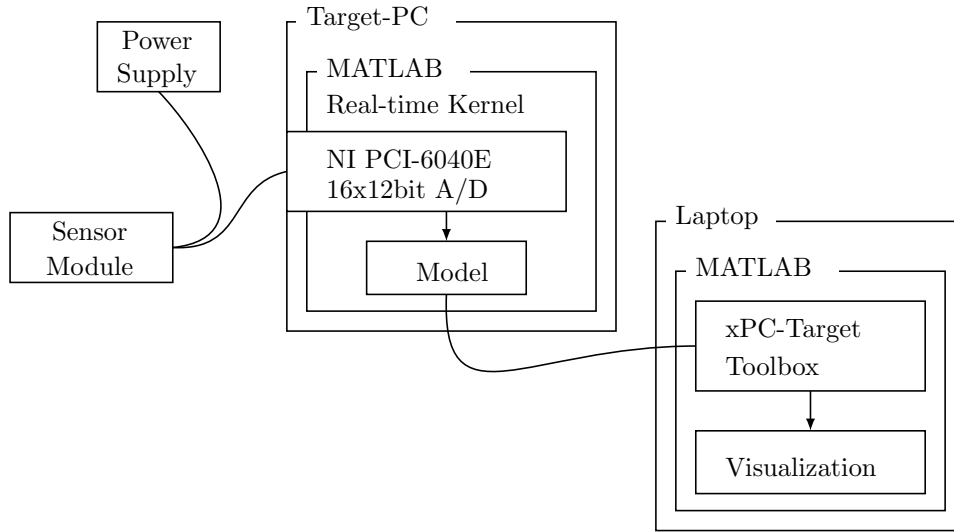 Target-PC
Power
Supply
MATLAB
Real-time Kernel
NI PCI-6040E
16x12bit A/D
Sensor
Module
Model
Laptop
MATLAB
xPC-Target
Toolbox
Visualization